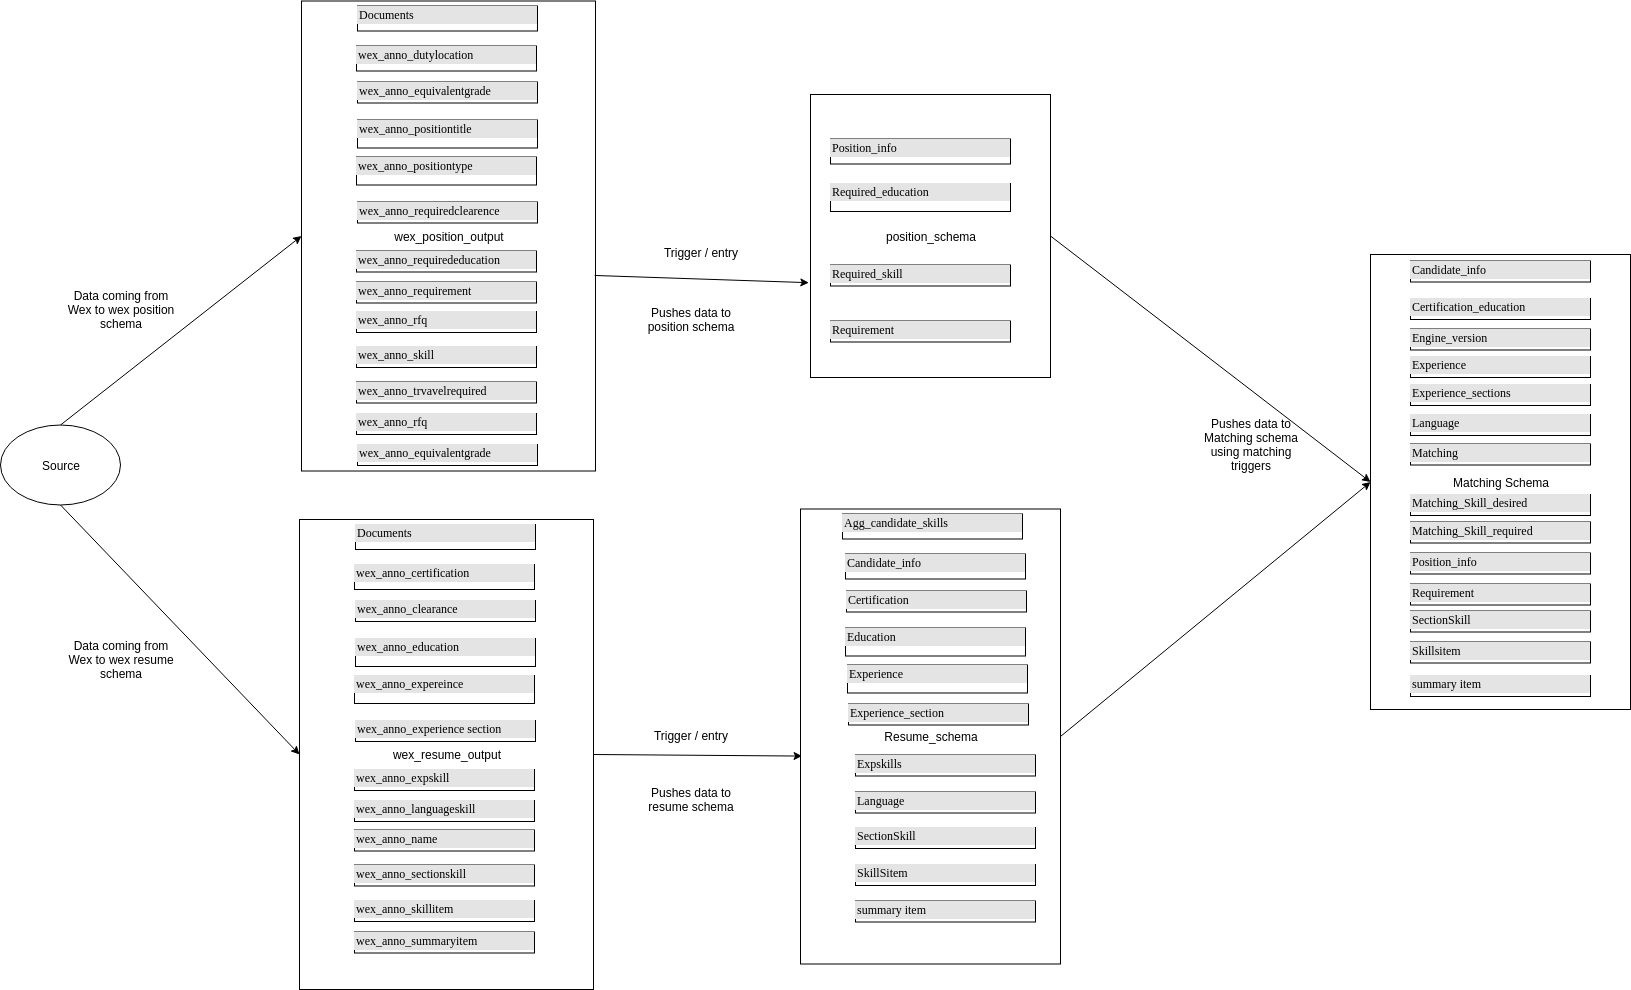 Source
Data coming from
Wex to wex position
schema
Data coming from
Wex to wex resume
schema
Documents
wex_anno_dutylocation
wex_anno_equivalentgrade
wex_anno_positiontitle
wex_anno_positiontype
wex_anno_requiredclearence
wex_position_output
wex_anno_requirededucation
wex_anno_requirement
wex_anno_rfq
wex_anno_skill
wex_anno_trvavelrequired
wex_anno_rfq
wex_anno_equivalentgrade
Documents
wex_anno_certification
wex_anno_clearance
wex_anno_education
wex_anno_expereince
wex_anno_experience section
wex_resume_output
wex_anno_expskill
wex_anno_languageskill
wex_anno_name
wex_anno_sectionskill
wex_anno_skillitem
wex_anno_summaryitem
Trigger / entry
Pushes data to
position schema
Trigger / entry
Pushes data to
resume schema
Position_info
Required_education
position_schema
Required_skill
Requirement
Agg_candidate_skills
Candidate_info
Certification
Education
Experience
Experience_section
Resume_schema
Expskills
Language
SectionSkill
SkillSitem
summary item
Pushes data to
Matching schema
using matching
triggers
Candidate_info
Certification_education
Engine_version
Experience
Experience_sections
Language
Matching
Matching Schema
Matching_Skill_desired
Matching_Skill_required
Position_info
Requirement
SectionSkill
Skillsitem
summary item